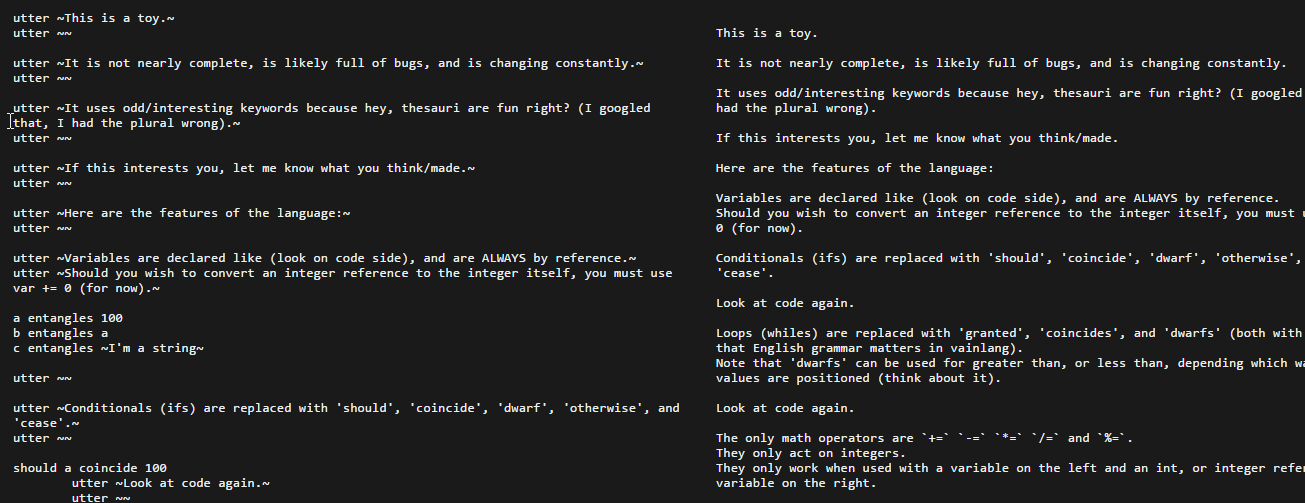 utter ~This is a toy.~
utter ~~
utter ~It is not nearly complete, is likely full of bugs, and is changing constantly.~
utter ~~
utter ~It uses odd/interesting keywords because hey, thesauri are fun right? (I googled
that, I had the plural wrong).~
utter ~~
utter ~If this interests you, let me know what you think/made.~
utter ~~
utter ~Here are the features of the language:~
utter ~~
utter ~Variables are declared like (look on code side), and are ALWAYS by reference.~
utter ~Should you wish to convert an integer reference to the integer itself, you must use
var += 0 (for now).~
a entangles 100
b entangles a
c entangles ~I'm a string~
utter ~~
utter ~Conditionals (ifs) are replaced with 'should', 'coincide', 'dwarf', 'otherwise', and
'cease'.~
utter ~~
should a coincide 100
utter ~Look at code again.~
utter ~~
This is a toy.
It is not nearly complete, is likely full of bugs, and is changing constantly.
It uses odd/interesting keywords because hey, thesauri are fun right? (I googled
had the plural wrong).
If this interests you, let me know what you think/made.
Here are the features of the language:
Variables are declared like (look on code side), and are ALWAYS by reference.
Should you wish to convert an integer reference to the integer itself, you must
0 (for now).
Conditionals (ifs) are replaced with 'should', 'coincide', 'dwarf', 'otherwise',
'cease'.
Look at code again.
Loops (whiles) are replaced with 'granted', 'coincides', and 'dwarfs' (both with
that English grammar matters in vainlang).
Note that 'dwarfs' can be used for greater than, or less than, depending which
values are positioned (think about it).
Look at code again.
The only math operators are `+=` `-=` `*=` `/=` and `%=`.
They only act on integers.
They only work when used with a variable on the left and an int, or integer
variable on the right.